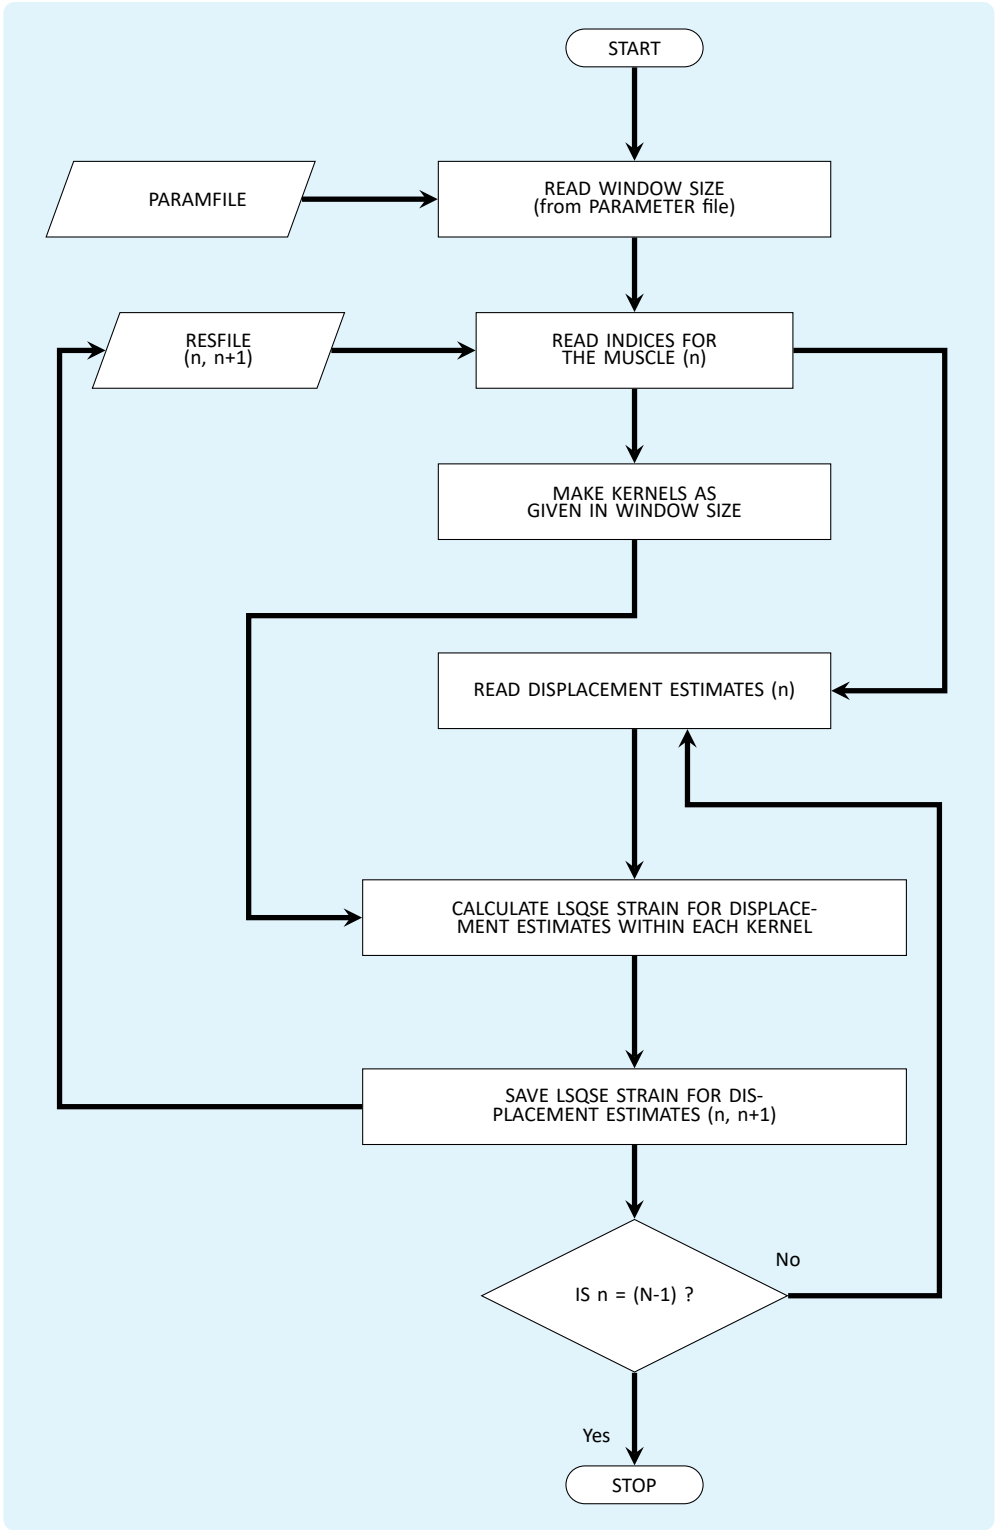 START
PARAMFILE
READ WINDOW SIZE
(from PARAMETER file)
RESFILE
(n, n+1)
READ INDICES FOR
THE MUSCLE (n)
MAKE KERNELS AS
GIVEN IN WINDOW SIZE
READ DISPLACEMENT ESTIMATES (n)
CALCULATE LSQSE STRAIN FOR DISPLACE-
MENT ESTIMATES WITHIN EACH KERNEL
SAVE LSQSE STRAIN FOR DIS-
PLACEMENT ESTIMATES (n, n+1)
No
IS n = (N-1) ?
Yes
STOP